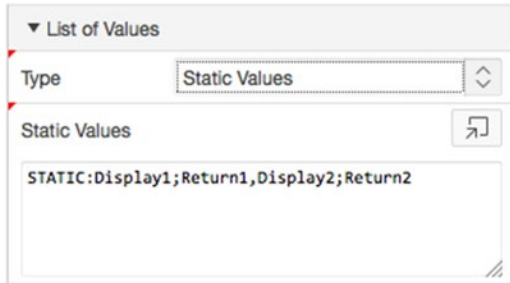 List of Values
Type Static Values
Static Values
STATIC:Display1;Return1,Display2;Return2